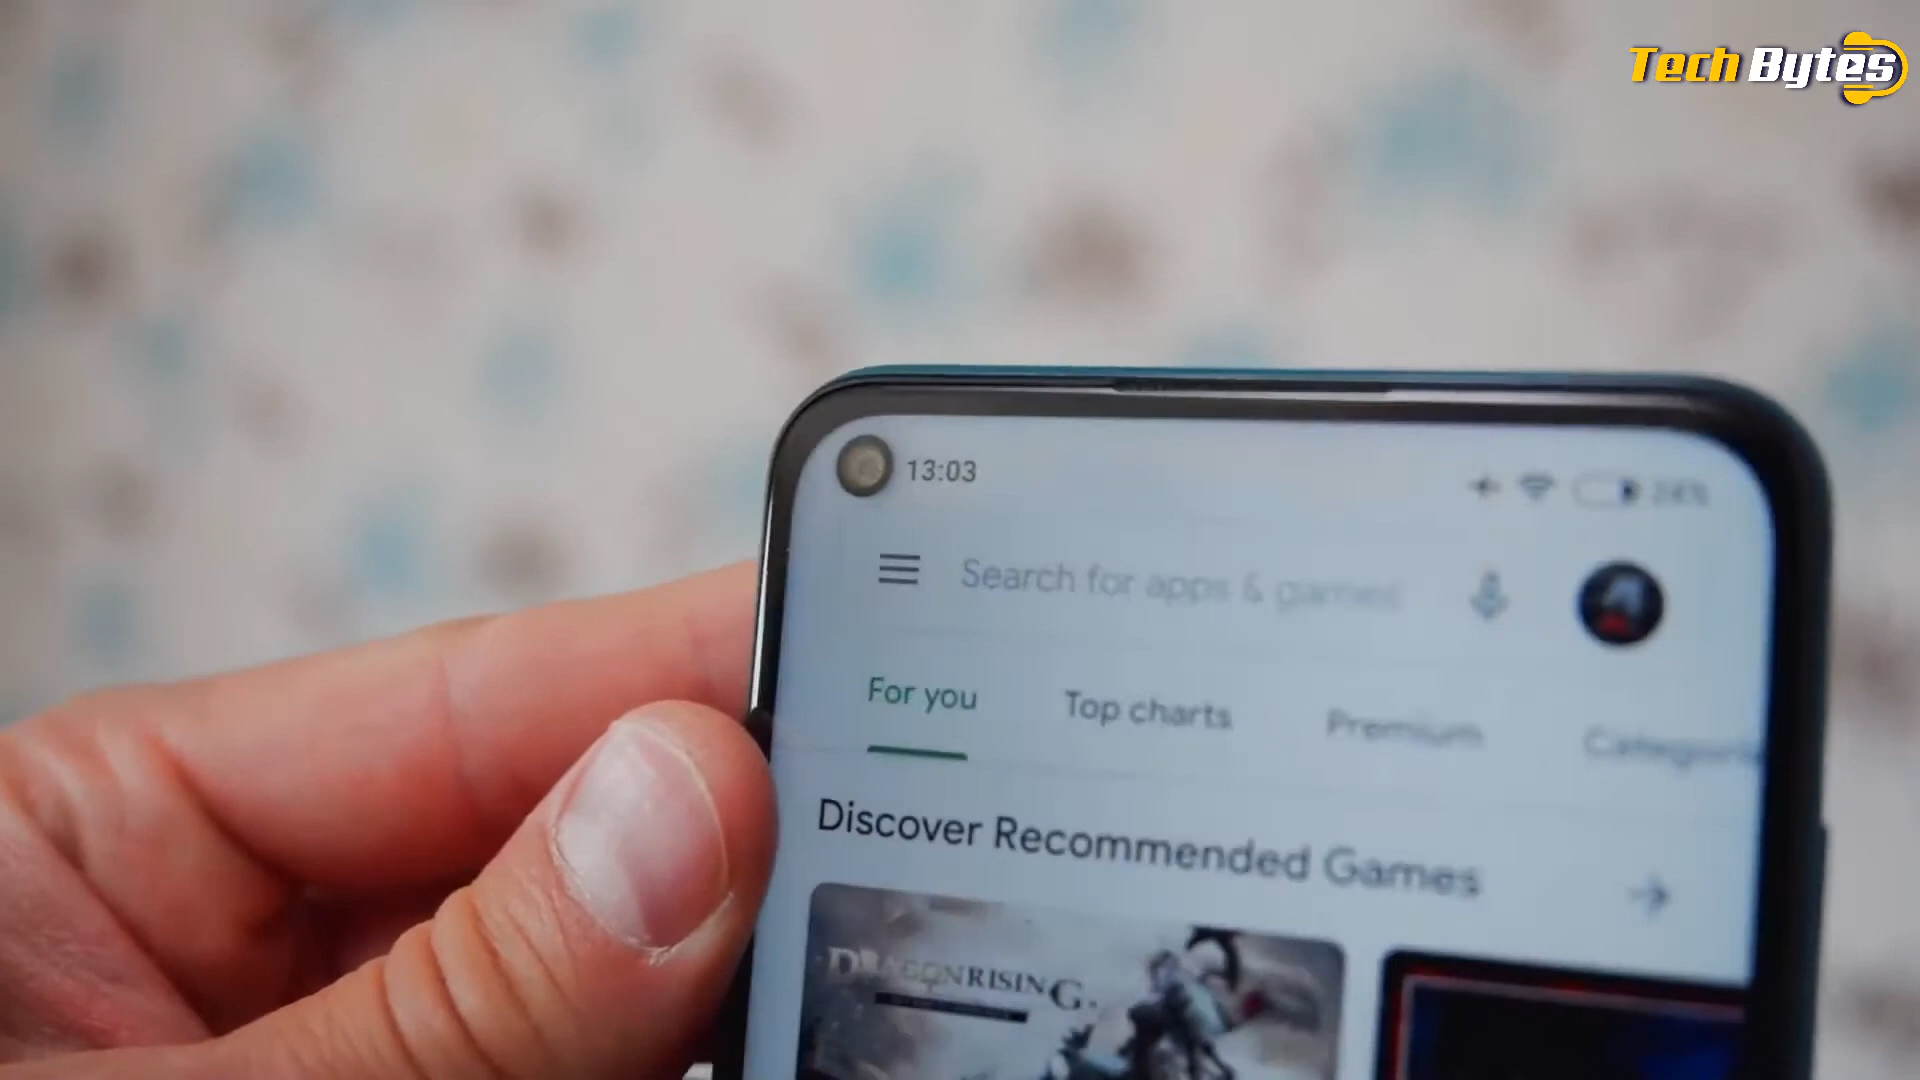 Tech Bytes
13:03
Search for apps & games
For you Top charts Premium
Discover Recommended Games
DRAGONRISING